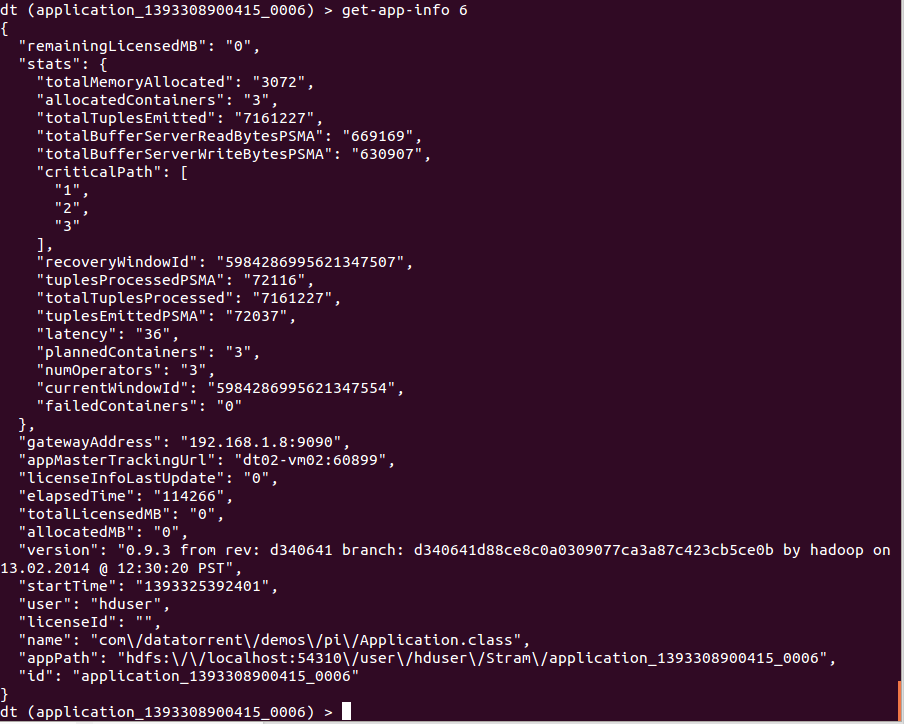 dt (application_1393308900415_0006) > get-app-info 6
{
  "remainingLicensedMB": "0",
  "stats": {
    "totalMemoryAllocated": "3072",
    "allocatedContainers": "3",
    "totalTuplesEmitted": "7161227",
    "totalBufferServerReadBytesPSMA": "669169",
    "totalBufferServerWriteBytesPSMA": "630907",
    "criticalPath": [
      "1",
      "2",
      "3"
    ],
    "recoveryWindowId": "5984286995621347507",
    "tuplesProcessedPSMA": "72116",
    "totalTuplesProcessed": "7161227",
    "tuplesEmittedPSMA": "72037",
    "latency": "36",
    "plannedContainers": "3",
    "numOperators": "3",
    "currentWindowId": "5984286995621347554",
    "failedContainers": "0"
  },
  "gatewayAddress": "192.168.1.8:9090",
  "appMasterTrackingUrl": "dt02-vm02:60899",
  "licenseInfoLastUpdate": "0",
  "elapsedTime": "114266",
  "totalLicensedMB": "0",
  "allocatedMB": "0",
  "version": "0.9.3 from rev: d340641 branch: d340641d88ce8c0a0309077ca3a87c423cb5ce0b by hadoop on
13.02.2014 @ 12:30:20 PST",
  "startTime": "1393325392401",
  "user": "hduser",
  "licenseId": "",
  "name": "com\/datatorrent\/demos\/pi\/Application.class",
  "appPath": "hdfs:\/\/localhost:54310\/user\/hduser\/Stram\/application_1393308900415_0006",
  "id": "application_1393308900415_0006"
}
dt (application_1393308900415_0006) >